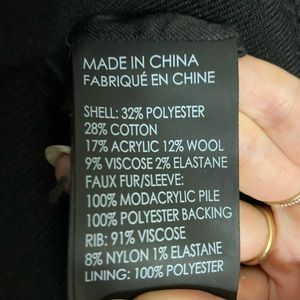 MADE IN CHINA
FABRIQUÉ EN CHINE
SHELL: 32% POLYESTER
28% COTTON
17% ACRYLIC 12% WOOL
9% VISCOSE 2% ELASTANE
FAUX FUR/SLEEVE:
100% MODACRYLIC PILE
100% POLYESTER BACKING
RIB: 91% VISCOSE
8% NYLON 1% ELASTANE
LINING: 100% POLYESTER